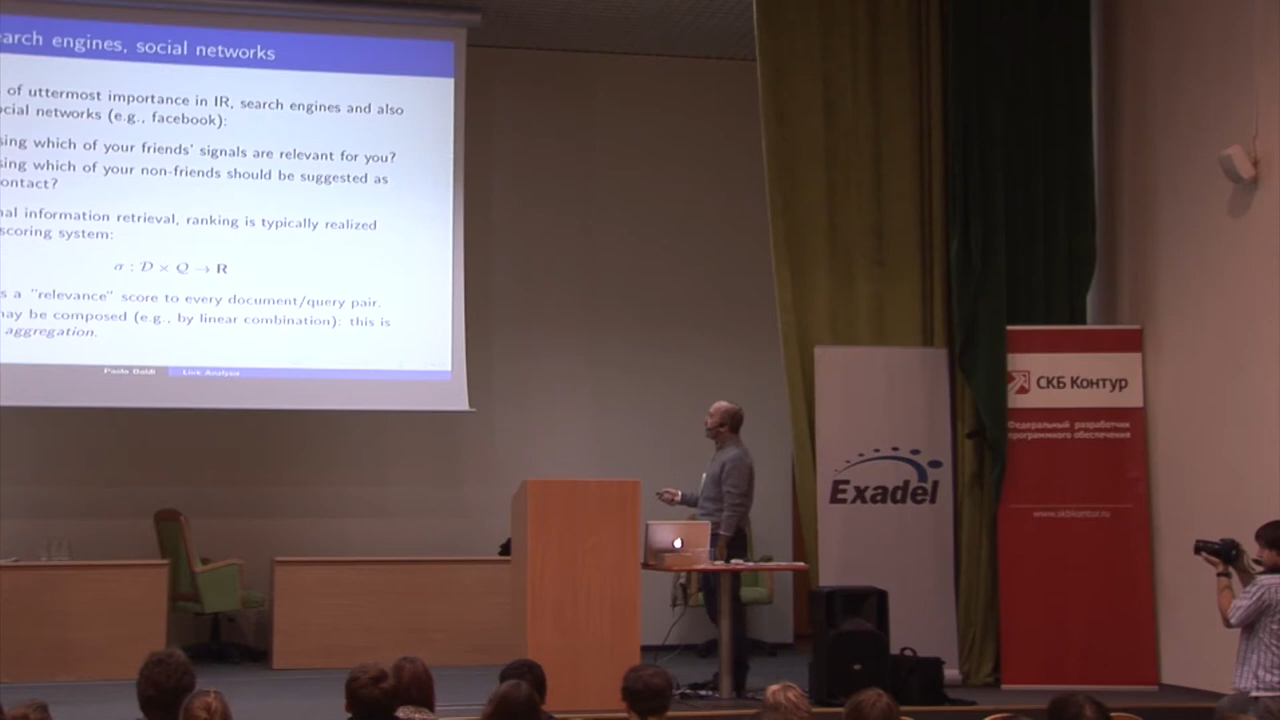 arch engines, social networks
of uttermost importance in IR, search engines and also
ocial networks (e.g., facebook):
sing which of your friends' signals are relevant for you?
sing which of your non-friends should be suggested as
ontact?
nal information retrieval, ranking is typically realized
scoring system:
σ : D × Q → R
s a "relevance" score to every document/query pair.
may be composed (e.g., by linear combination): this is
aggregation.
Paolo Boldi Link Analysis
Exadel
СКБ Контур
Федеральный разработчик
программного обеспечения
www.skbkontur.ru